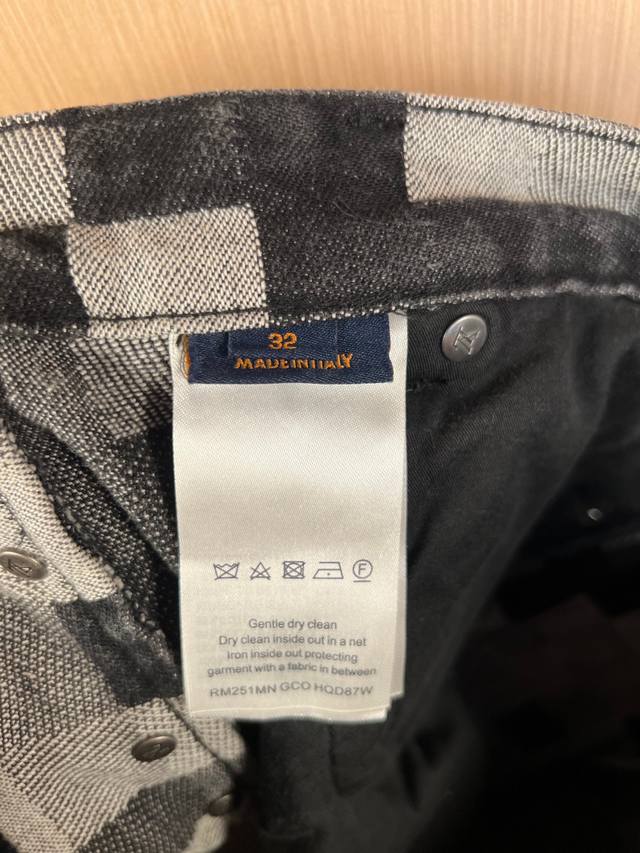 32
MADE IN ITALY
F
Gentle dry clean
Dry clean inside out in a net
Iron inside out protecting
garment with a fabric in between
RM251MN GCO HQD87W